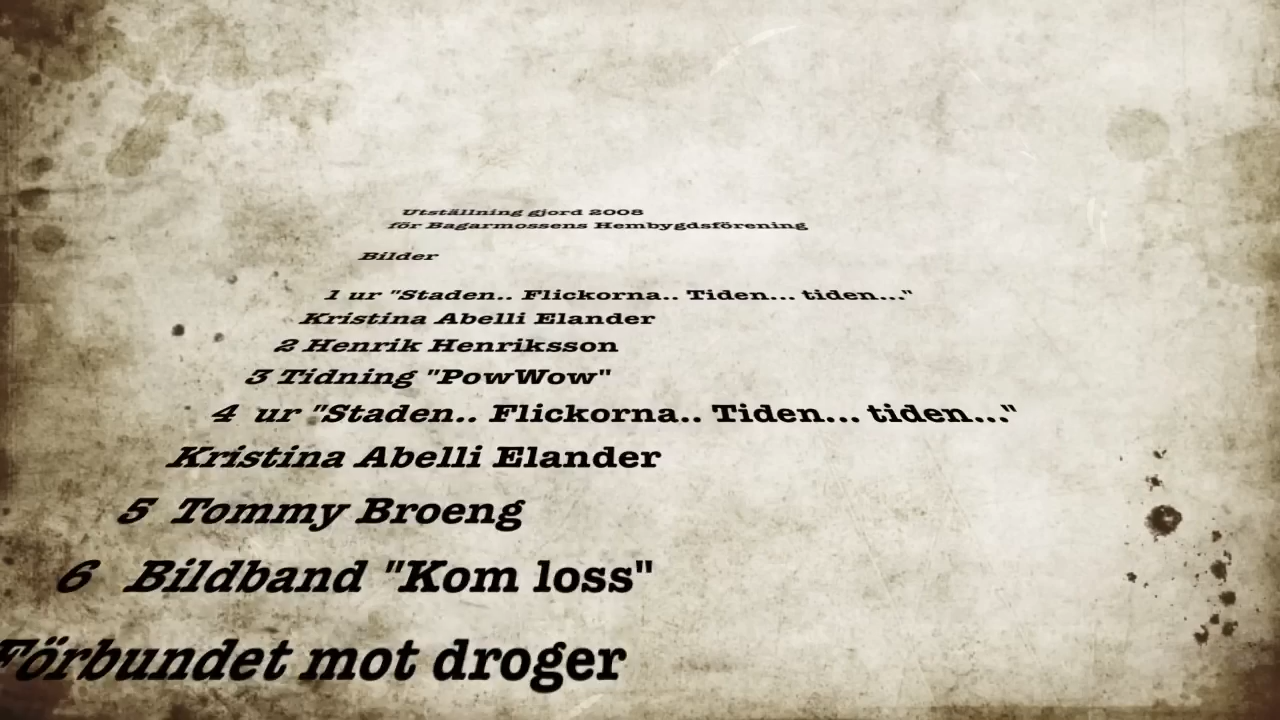 Utställning gjord 2008
för Bagarmossens Hembygdsförening
Bilder
1 ur "Staden.. Flickorna.. Tiden... tiden..."
Kristina Abelli Elander
2 Henrik Henriksson
3 Tidning "PowWow"
4 ur "Staden.. Flickorna.. Tiden... tiden..."
Kristina Abelli Elander
5 Tommy Broeng
6 Bildband "Kom loss"
Förbundet mot droger